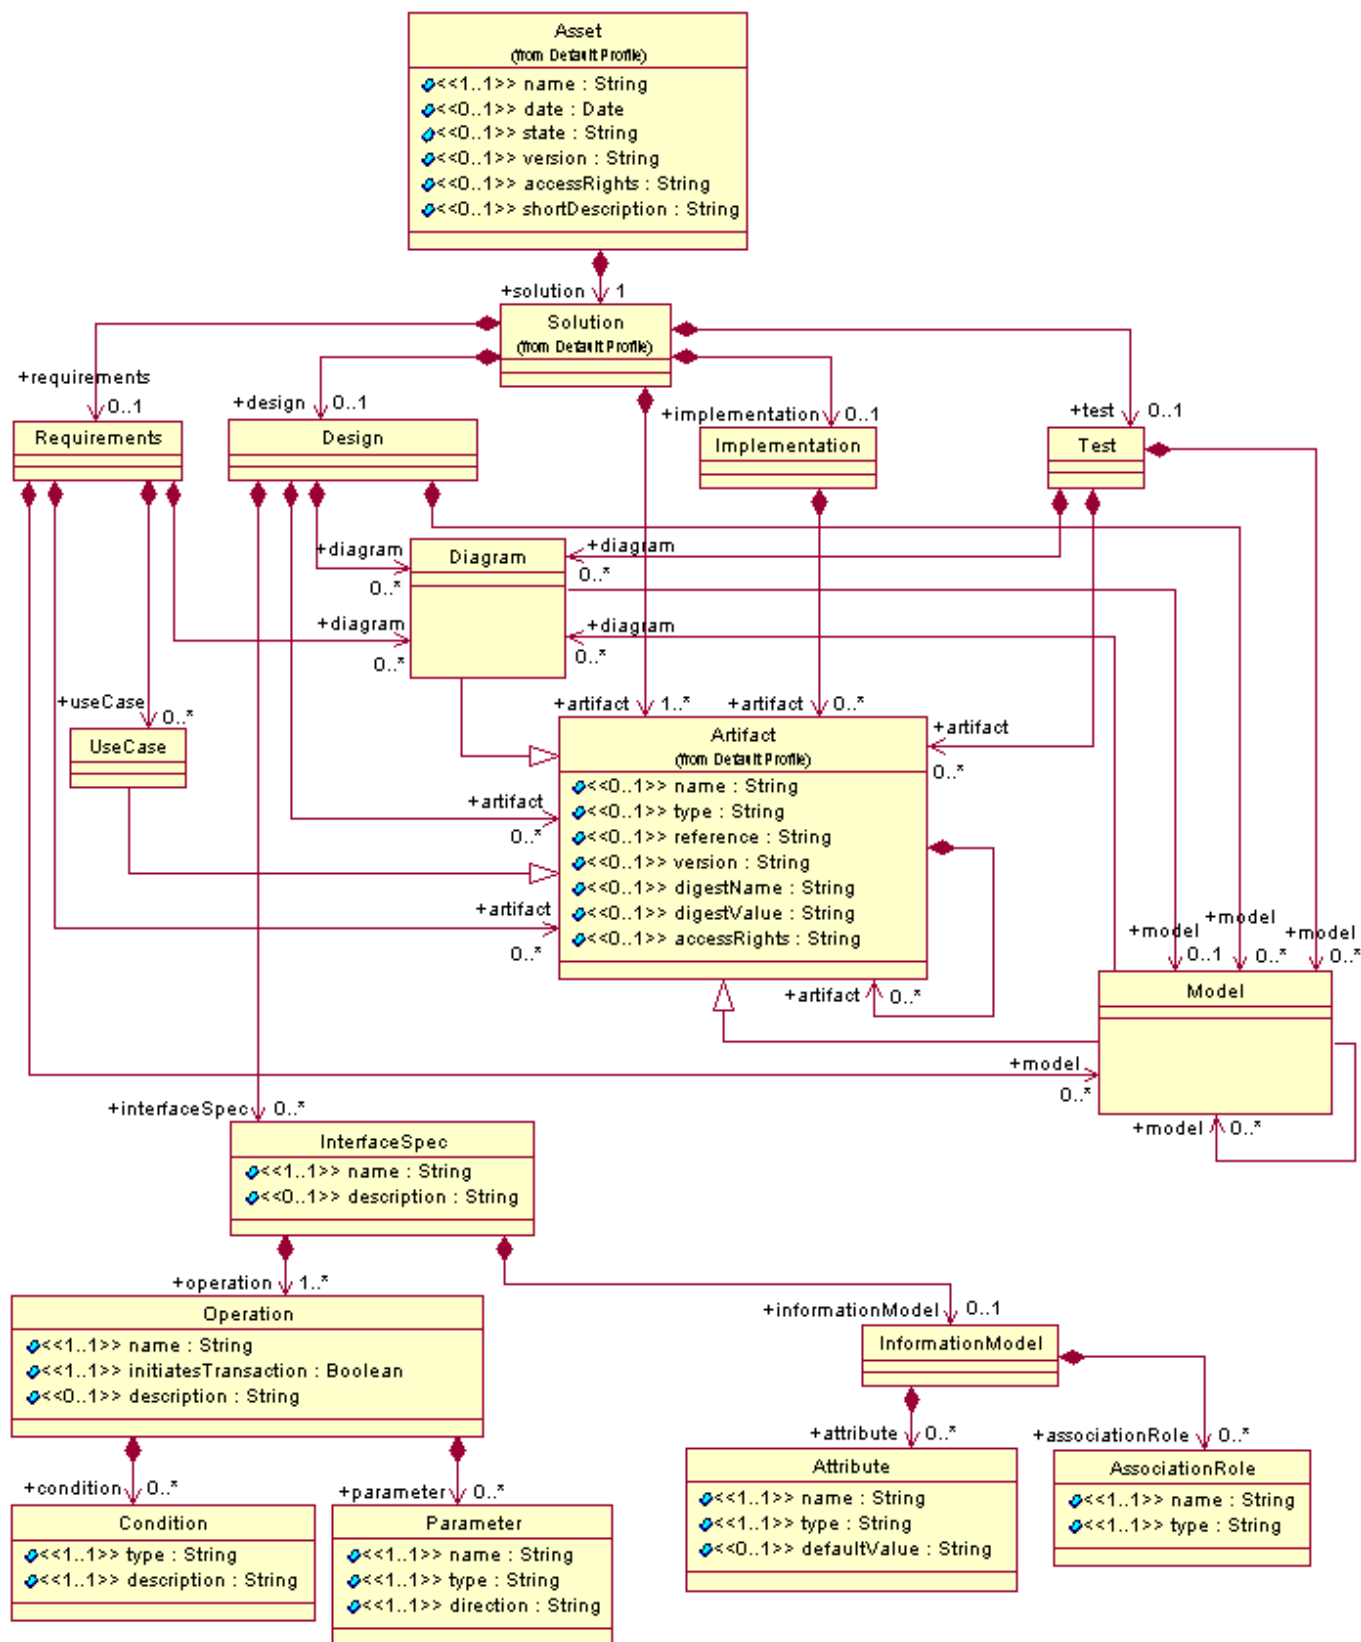 Asset
(from Default Profile)
<<1..1>> name : String
<<0..1>> date : Date
<<0..1>> state : String
<<0..1>> version : String
<<0..1>> accessRights : String
<<0..1>> shortDescription : String
+solution 1
Solution
(from Default Profile)
+requirements
0..1
+design 0..1
+implementation 0..1
+test 0..1
Requirements
Design
Implementation
Test
+diagram
0..*
Diagram
+diagram
0..*
+diagram
0..*
+diagram
0..*
+useCase
0..*
UseCase
+artifact 1..*
+artifact 0..*
Artifact
(from Default Profile)
<<0..1>> name : String
<<0..1>> type : String
<<0..1>> reference : String
<<0..1>> version : String
<<0..1>> digestName : String
<<0..1>> digestValue : String
<<0..1>> accessRights : String
+artifact
0..*
+artifact
0..*
+artifact
0..*
+artifact 0..*
+model
0..1
+model
0..*
+model
0..*
Model
+model
0..*
+model 0..*
+interfaceSpec 0..*
InterfaceSpec
<<1..1>> name : String
<<0..1>> description : String
+operation 1..*
Operation
<<1..1>> name : String
<<1..1>> initiatesTransaction : Boolean
<<0..1>> description : String
+informationModel 0..1
InformationModel
+condition 0..*
Condition
<<1..1>> type : String
<<1..1>> description : String
+parameter 0..*
Parameter
<<1..1>> name : String
<<1..1>> type : String
<<1..1>> direction : String
+attribute 0..*
Attribute
<<1..1>> name : String
<<1..1>> type : String
<<0..1>> defaultValue : String
+associationRole 0..*
AssociationRole
<<1..1>> name : String
<<1..1>> type : String